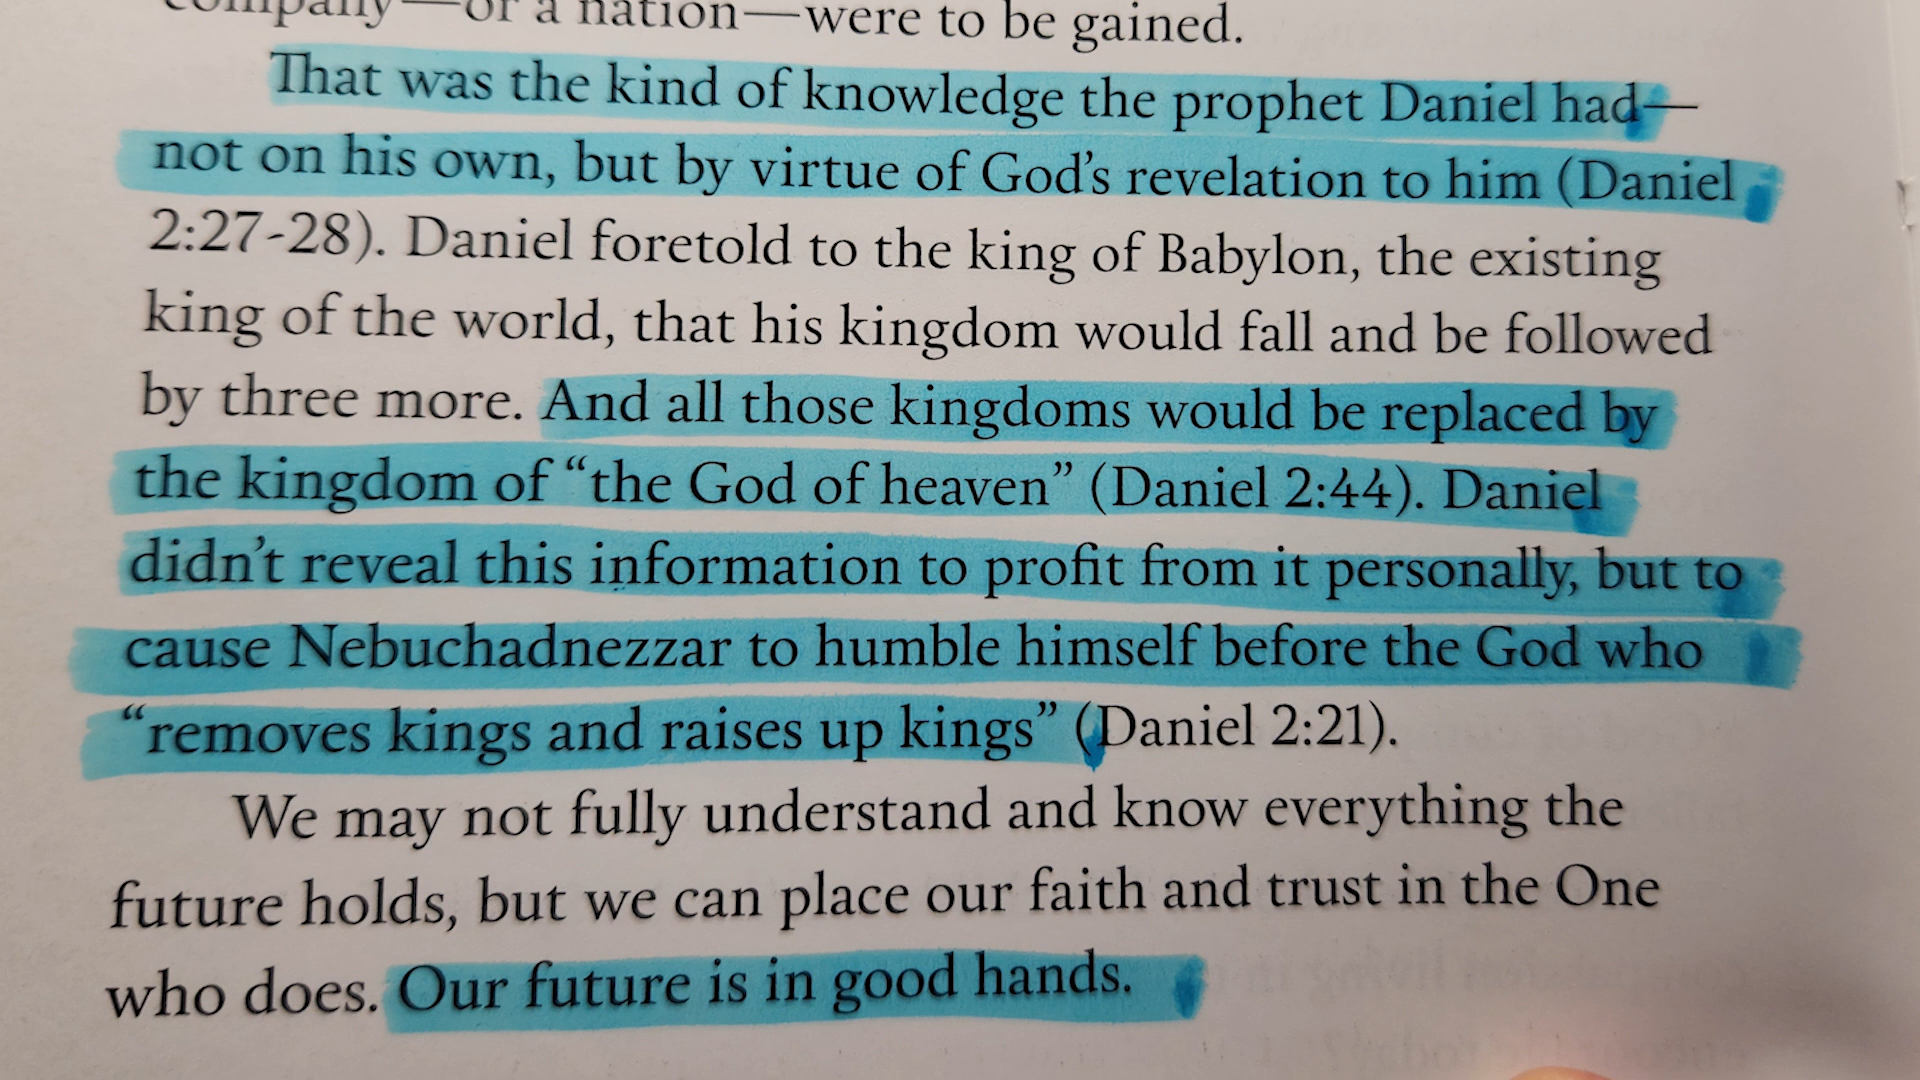 company—or a nation—were to be gained.
That was the kind of knowledge the prophet Daniel had—
not on his own, but by virtue of God’s revelation to him (Daniel
2:27-28). Daniel foretold to the king of Babylon, the existing
king of the world, that his kingdom would fall and be followed
by three more. And all those kingdoms would be replaced by
the kingdom of “the God of heaven” (Daniel 2:44). Daniel
didn’t reveal this information to profit from it personally, but to
cause Nebuchadnezzar to humble himself before the God who
“removes kings and raises up kings” (Daniel 2:21).
We may not fully understand and know everything the
future holds, but we can place our faith and trust in the One
who does. Our future is in good hands.